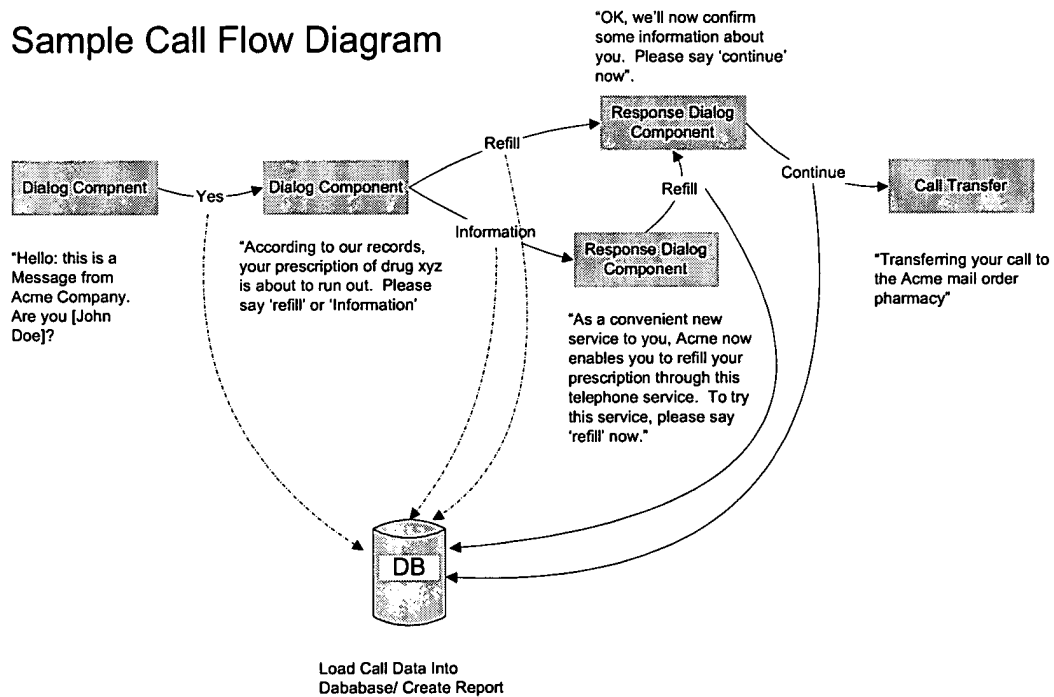 Sample Call Flow Diagram
"OK, we'll now confirm
some information about
you. Please say 'continue'
now".
Response Dialog
Component
Refill
Dialog Compnent
Yes
Dialog Component
Refill
Continue
Call Transfer
Information
Response Dialog
Component
"Hello: this is a
Message from
Acme Company.
Are you [John
Doe]?
"According to our records,
your prescription of drug xyz
is about to run out. Please
say 'refill' or 'Information'
"Transferring your call to
the Acme mail order
pharmacy"
"As a convenient new
service to you, Acme now
enables you to refill your
prescription through this
telephone service. To try
this service, please say
'refill' now."
DB
Load Call Data Into
Dababase/ Create Report